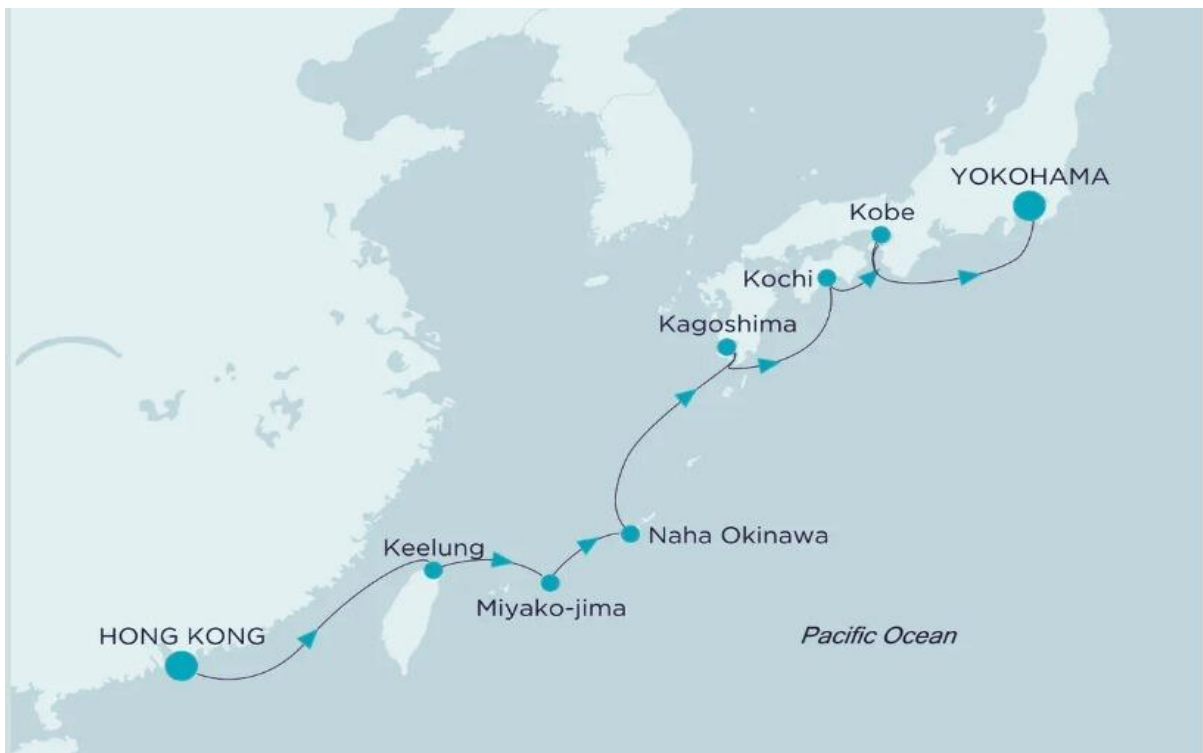 YOKOHAMA
Kobe
Kochi
Kagoshima
Naha Okinawa
Keelung
Miyako-jima
HONG KONG
Pacific Ocean